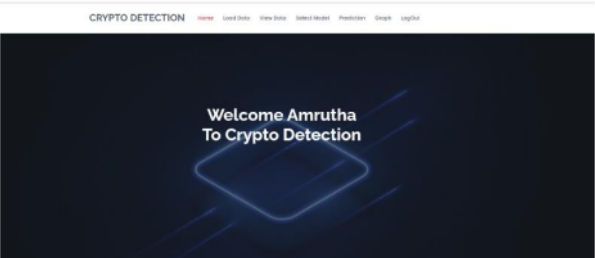 CRYPTO DETECTION Home Load Data View Data Select Model Prediction Graph LogOut
Welcome Amrutha
To Crypto Detection